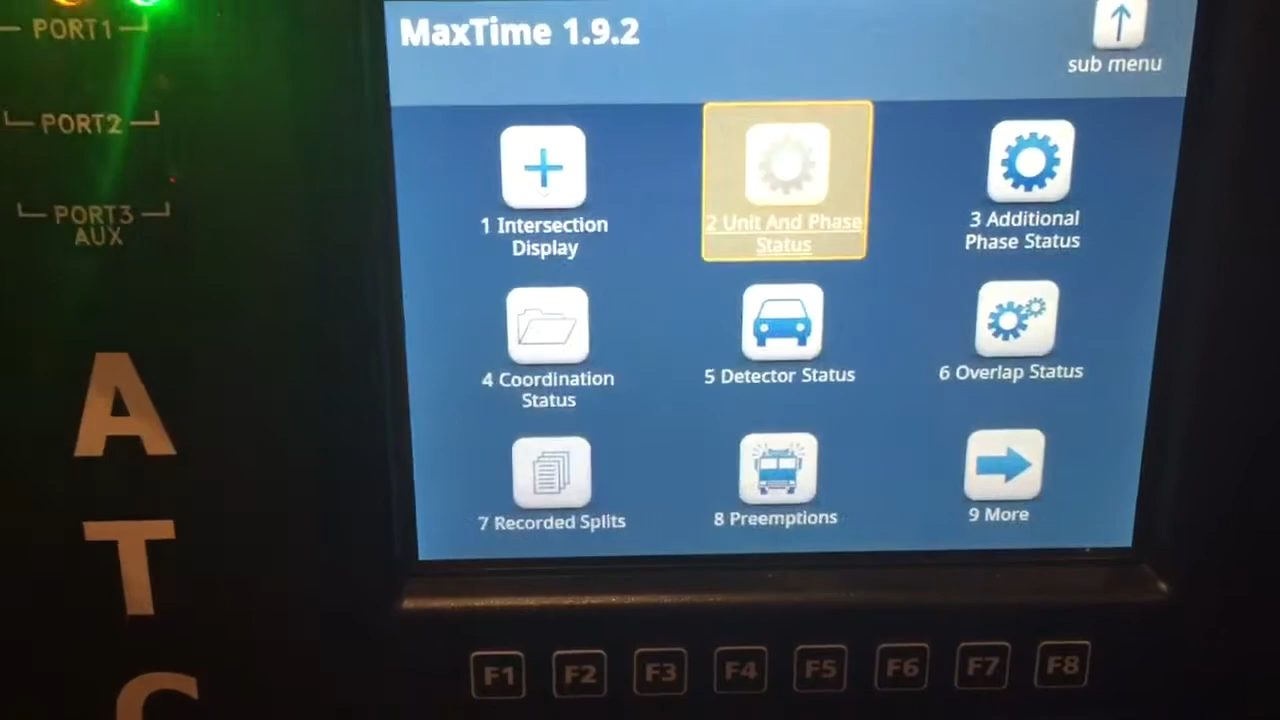 PORT1
PORT2
PORT3
AUX
A
T
C
MaxTime 1.9.2
sub menu
1 Intersection
Display
2 Unit And Phase
Status
3 Additional
Phase Status
4 Coordination
Status
5 Detector Status
6 Overlap Status
7 Recorded Splits
8 Preemptions
9 More
F1 F2 F3 F4 F5 F6 F7 F8